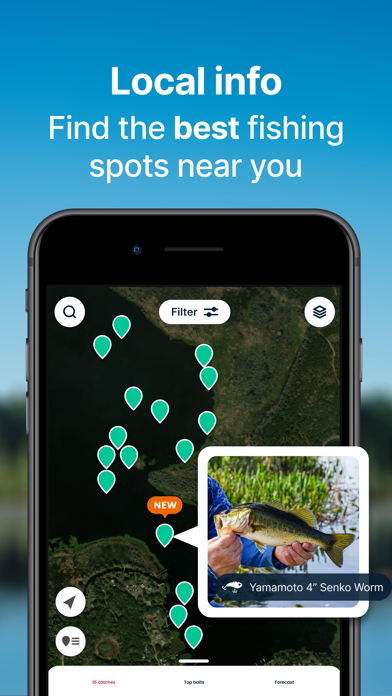 Local info
Find the best fishing
spots near you
Filter
NEW
Yamamoto 4” Senko Worm
16 catches
Top baits
Forecast